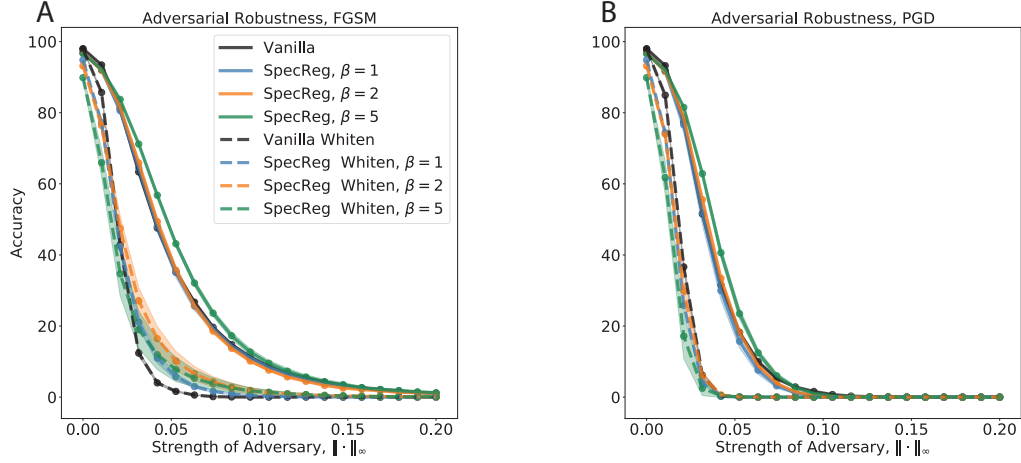 A
Adversarial Robustness, FGSM
Accuracy
100
80
60
40
20
0
0.00 0.05 0.10 0.15 0.20
Strength of Adversary, ‖·‖∞
Vanilla
SpecReg, β = 1
SpecReg, β = 2
SpecReg, β = 5
Vanilla Whiten
SpecReg Whiten, β = 1
SpecReg Whiten, β = 2
SpecReg Whiten, β = 5
B
Adversarial Robustness, PGD
100
80
60
40
20
0
0.00 0.05 0.10 0.15 0.20
Strength of Adversary, ‖·‖∞